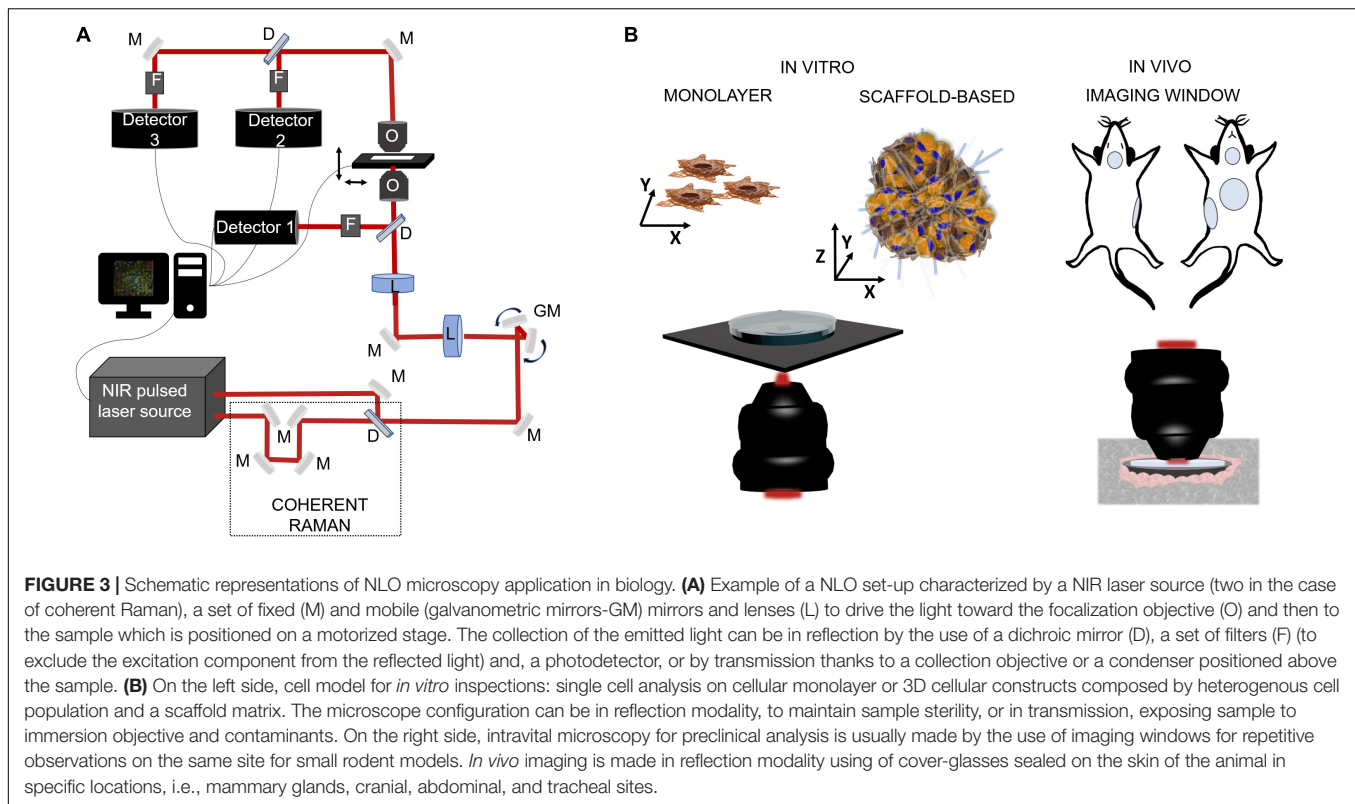 A
M
D
M
F
F
Detector
3
Detector
2
O
O
Detector 1
F
D
L
GM
L
M
M
NIR pulsed
laser source
D
M
M
M
M
COHERENT
RAMAN
B
IN VITRO
IN VIVO
MONOLAYER
SCAFFOLD-BASED
IMAGING WINDOW
Y
X
Z
Y
X
FIGURE 3 | Schematic representations of NLO microscopy application in biology. (A) Example of a NLO set-up characterized by a NIR laser source (two in the case
of coherent Raman), a set of fixed (M) and mobile (galvanometric mirrors-GM) mirrors and lenses (L) to drive the light toward the focalization objective (O) and then to
the sample which is positioned on a motorized stage. The collection of the emitted light can be in reflection by the use of a dichroic mirror (D), a set of filters (F) (to
exclude the excitation component from the reflected light) and, a photodetector, or by transmission thanks to a collection objective or a condenser positioned above
the sample. (B) On the left side, cell model for in vitro inspections: single cell analysis on cellular monolayer or 3D cellular constructs composed by heterogenous cell
population and a scaffold matrix. The microscope configuration can be in reflection modality, to maintain sample sterility, or in transmission, exposing sample to
immersion objective and contaminants. On the right side, intravital microscopy for preclinical analysis is usually made by the use of imaging windows for repetitive
observations on the same site for small rodent models. In vivo imaging is made in reflection modality using of cover-glasses sealed on the skin of the animal in
specific locations, i.e., mammary glands, cranial, abdominal, and tracheal sites.